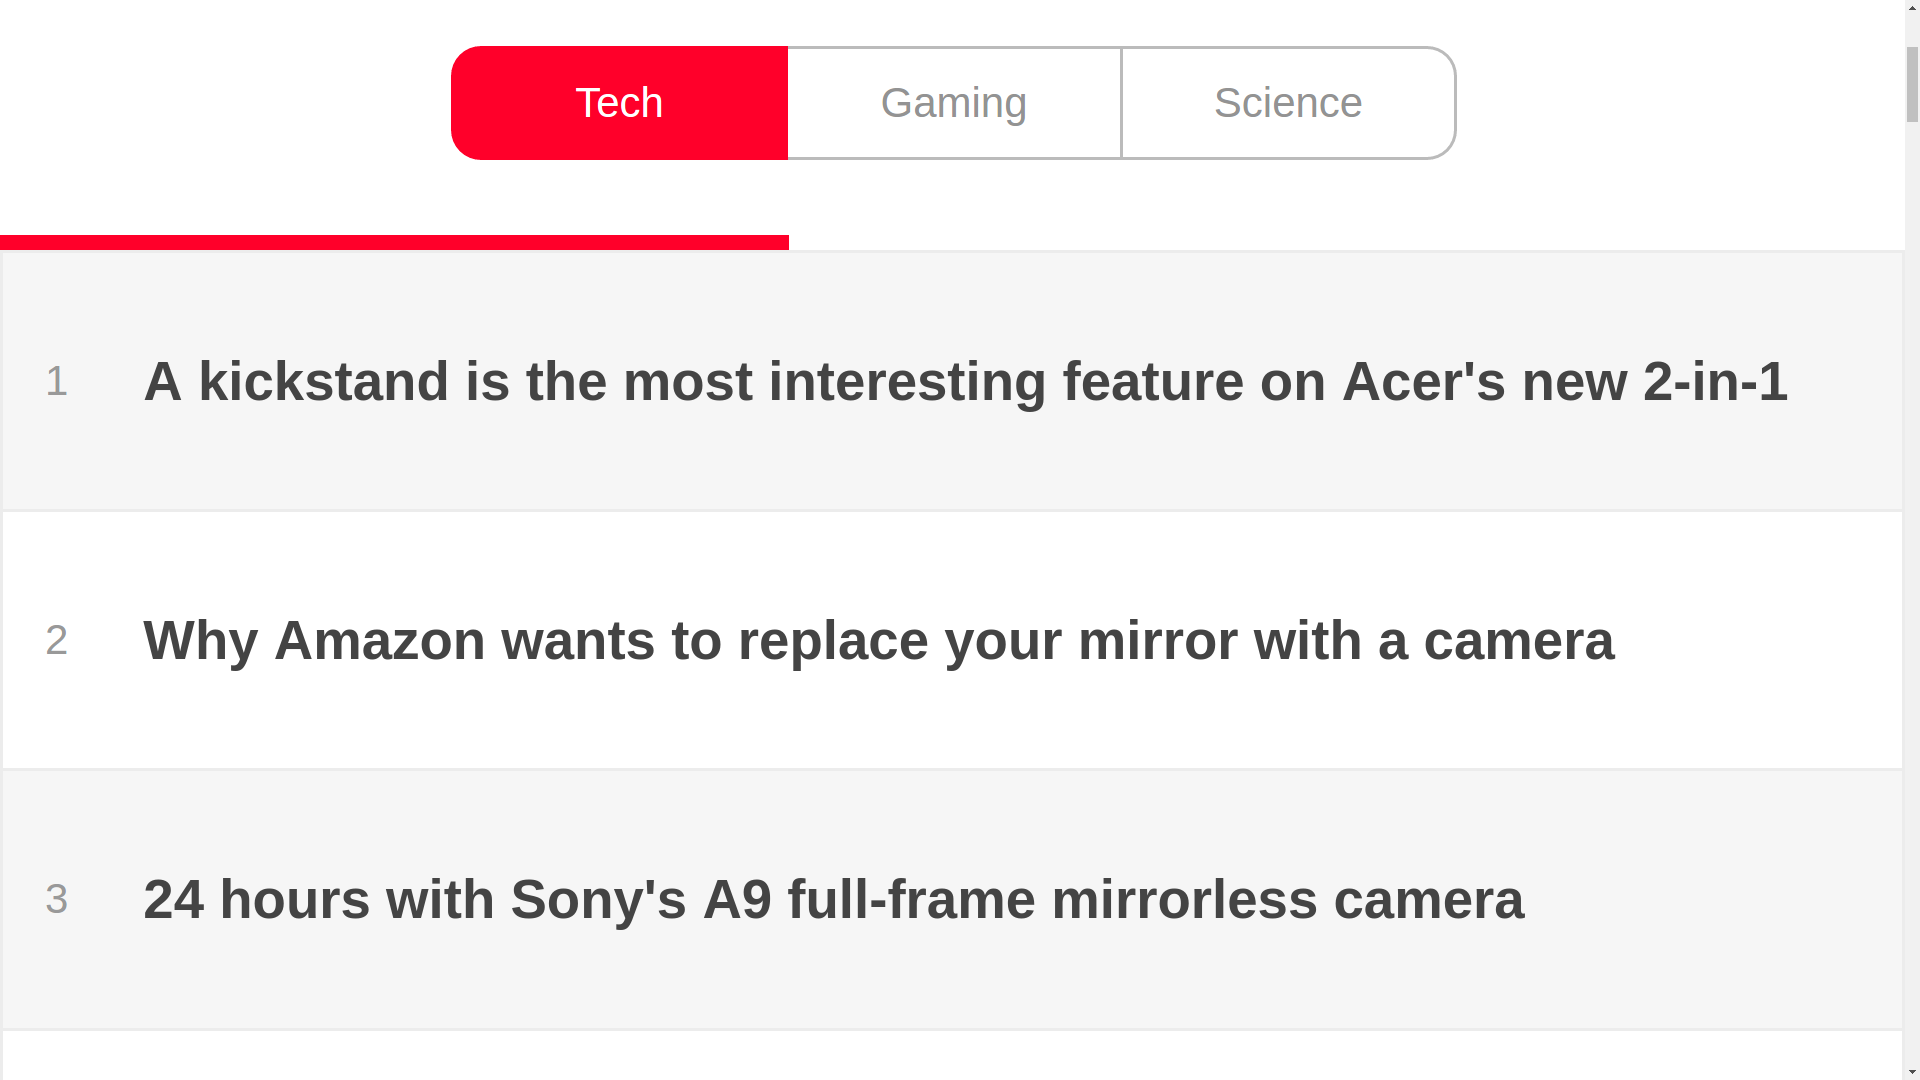 Tech
Gaming
Science
1
A kickstand is the most interesting feature on Acer's new 2-in-1
2
Why Amazon wants to replace your mirror with a camera
3
24 hours with Sony's A9 full-frame mirrorless camera